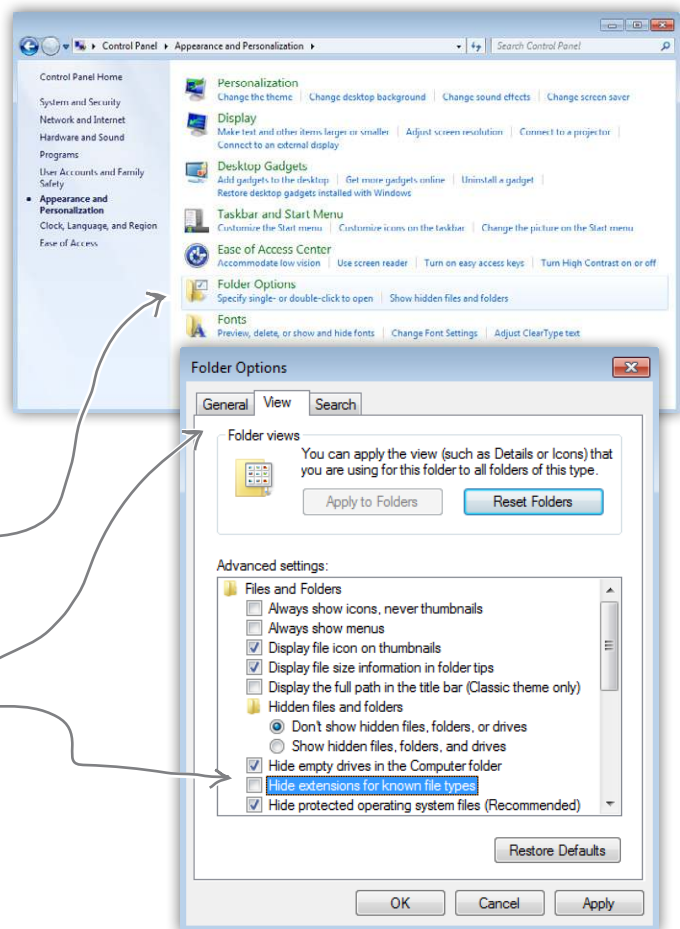 Control Panel Appearance and Personalization
Search Control Panel
Control Panel Home
System and Security
Network and Internet
Hardware and Sound
Programs
User Accounts and Family
Safety
Appearance and
Personalization
Clock, Language, and Region
Ease of Access
Personalization
Change the theme Change desktop background Change sound effects Change screen saver
Display
Make text and other items larger or smaller Adjust screen resolution Connect to a projector
Connect to an external display
Desktop Gadgets
Add gadgets to the desktop Get more gadgets online Uninstall a gadget
Restore desktop gadgets installed with Windows
Taskbar and Start Menu
Customize the Start menu Customize icons on the taskbar Change the picture on the Start menu
Ease of Access Center
Accommodate low vision Use screen reader Turn on easy access keys Turn High Contrast on or off
Folder Options
Specify single- or double-click to open Show hidden files and folders
Fonts
Preview, delete, or show and hide fonts Change Font Settings Adjust ClearType text
Folder Options
General View Search
Folder views
You can apply the view (such as Details or Icons) that
you are using for this folder to all folders of this type.
Apply to Folders Reset Folders
Advanced settings:
Files and Folders
Always show icons, never thumbnails
Always show menus
Display file icon on thumbnails
Display file size information in folder tips
Display the full path in the title bar (Classic theme only)
Hidden files and folders
Don't show hidden files, folders, or drives
Show hidden files, folders, and drives
Hide empty drives in the Computer folder
Hide extensions for known file types
Hide protected operating system files (Recommended)
Restore Defaults
OK Cancel Apply